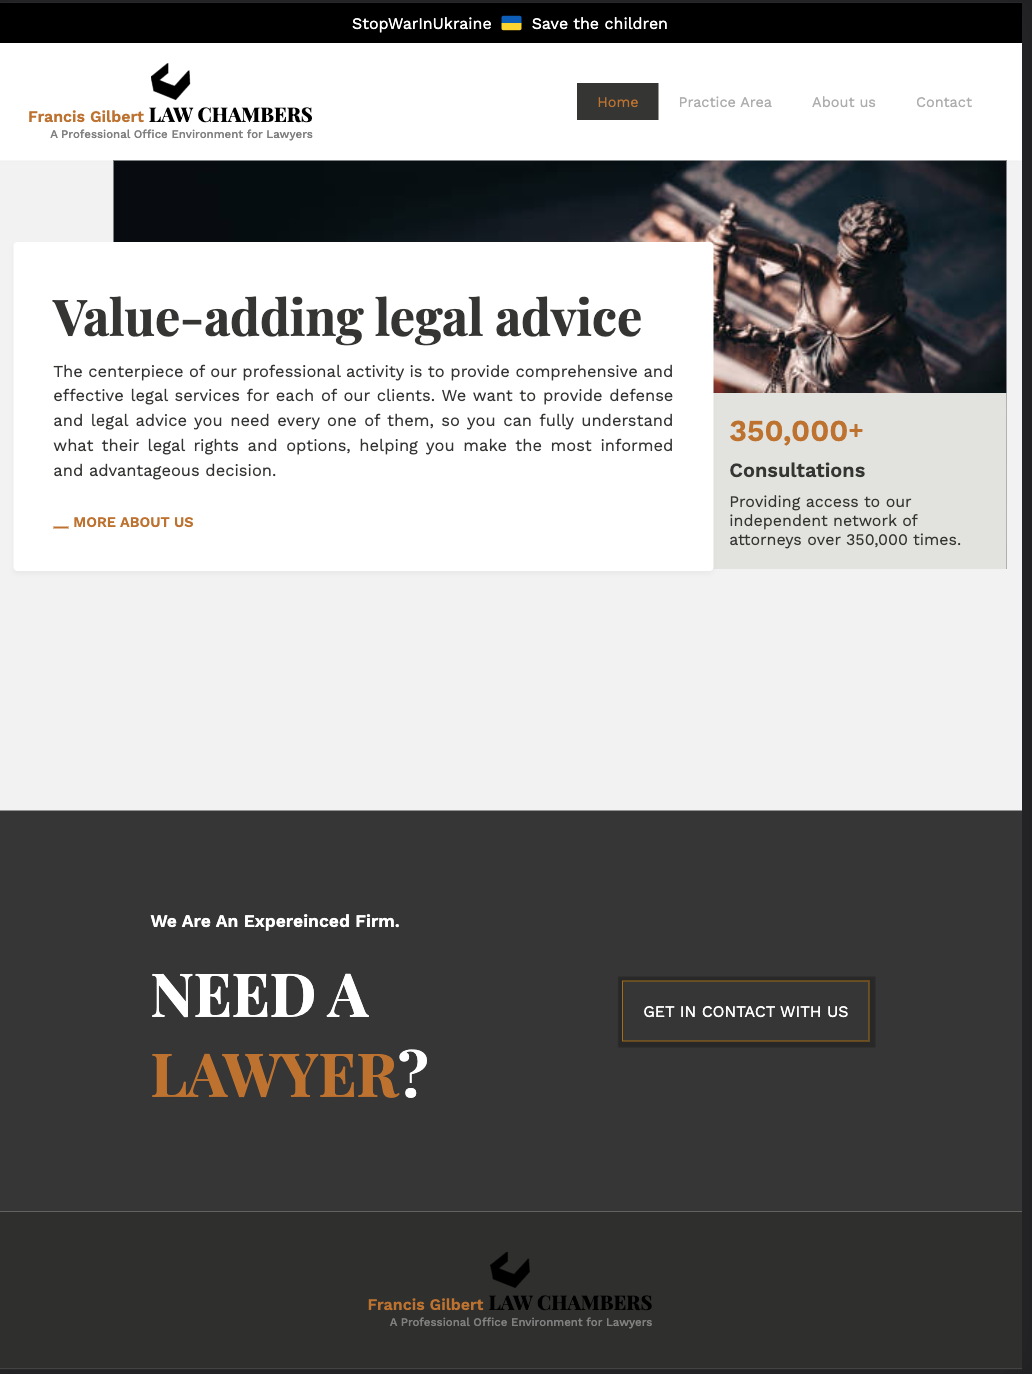 StopWarInUkraine 🇺🇦 Save the children
Francis Gilbert LAW CHAMBERS
A Professional Office Environment for Lawyers
Home Practice Area About us Contact
Value-adding legal advice
The centerpiece of our professional activity is to provide comprehensive and
effective legal services for each of our clients. We want to provide defense
and legal advice you need every one of them, so you can fully understand
what their legal rights and options, helping you make the most informed
and advantageous decision.
__ MORE ABOUT US
350,000+
Consultations
Providing access to our
independent network of
attorneys over 350,000 times.
We Are An Expereinced Firm.
NEED A
LAWYER?
GET IN CONTACT WITH US
Francis Gilbert LAW CHAMBERS
A Professional Office Environment for Lawyers